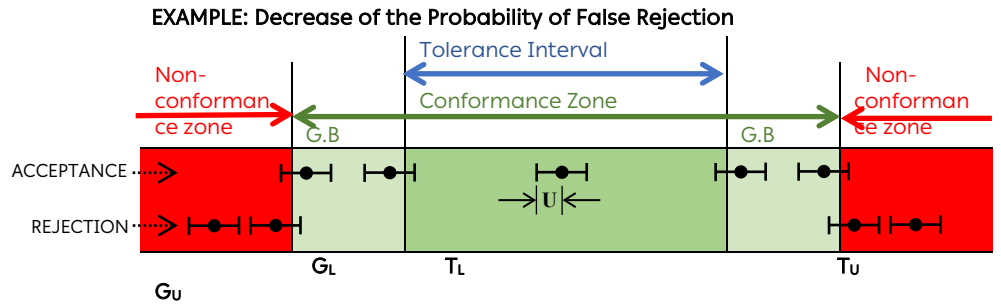 EXAMPLE: Decrease of the Probability of False Rejection
Tolerance Interval
Non-
conforman
ce zone
Conformance Zone
Non-
conforman
ce zone
G.B
G.B
ACCEPTANCE
U
REJECTION
GL
TL
TU
GU